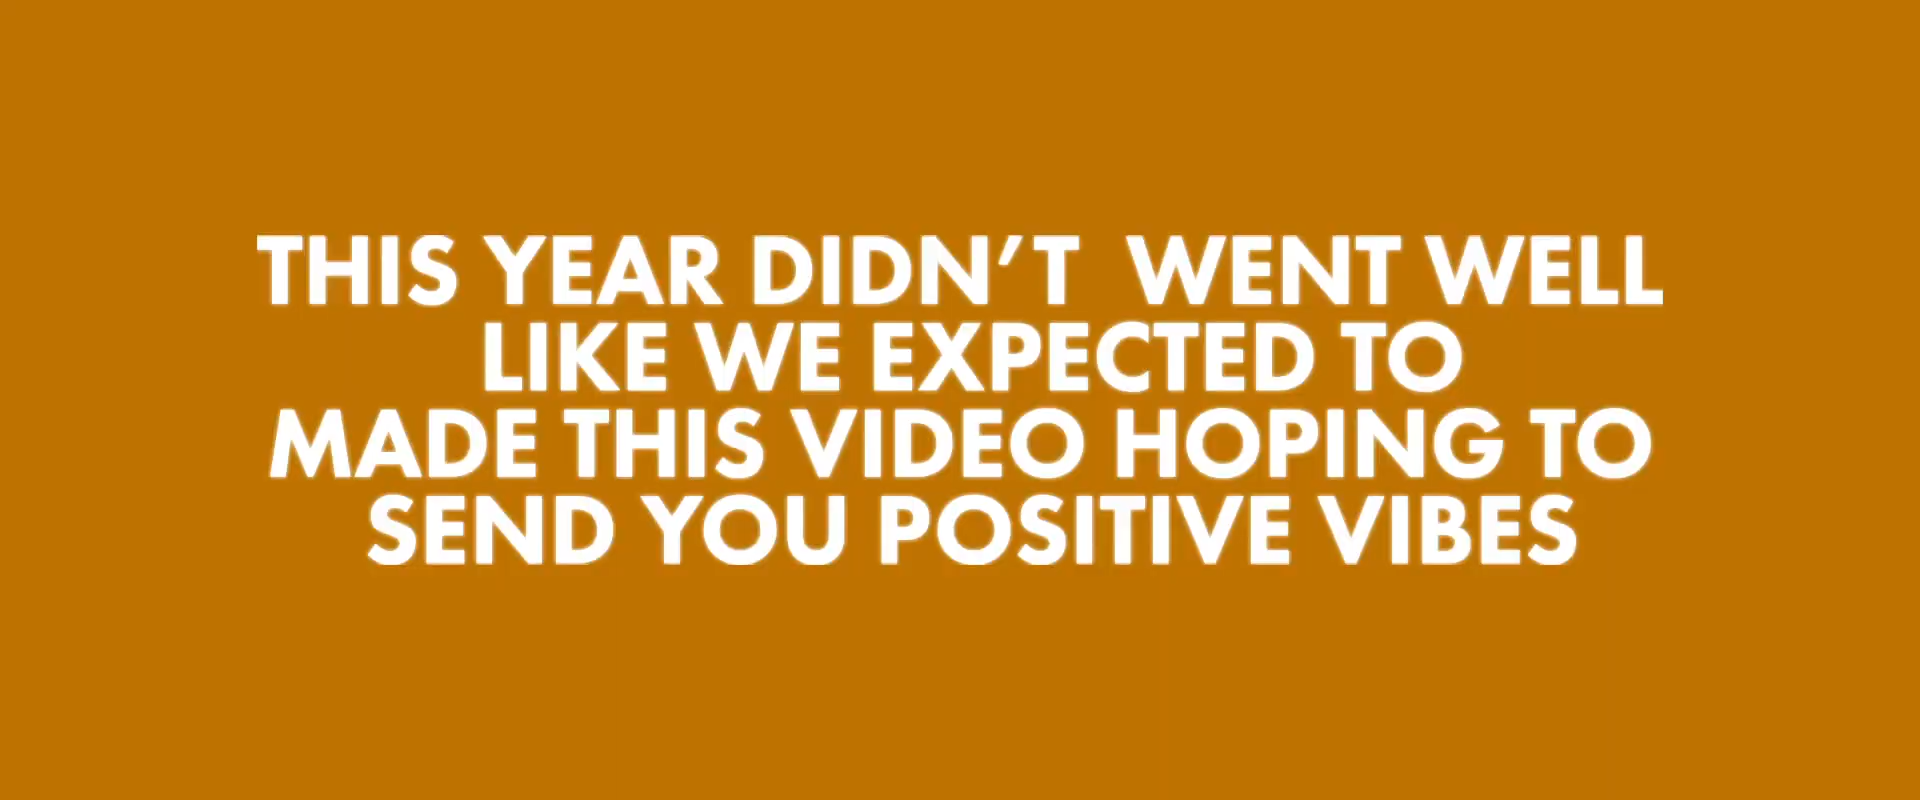 THIS YEAR DIDN’T  WENT WELL
LIKE WE EXPECTED TO
MADE THIS VIDEO HOPING TO
SEND YOU POSITIVE VIBES